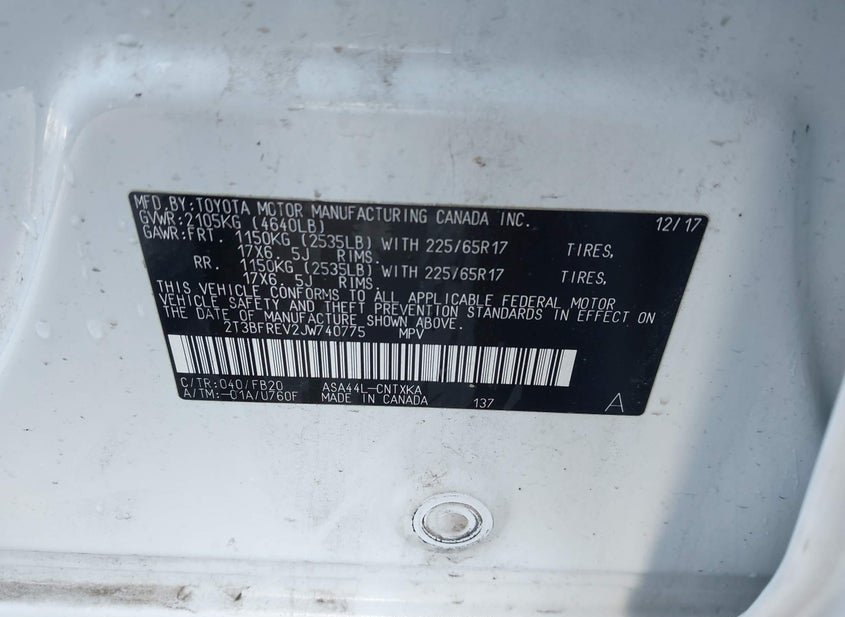 MFD.BY:TOYOTA MOTOR MANUFACTURING CANADA INC. 12/17
GVWR:2105KG (4640LB)
GAWR:FRT. 1150KG (2535LB) WITH 225/65R17 TIRES,
17X6. 5J RIMS.
RR. 1150KG (2535LB) WITH 225/65R17 TIRES,
17X6. 5J RIMS.
THIS VEHICLE CONFORMS TO ALL APPLICABLE FEDERAL MOTOR
VEHICLE SAFETY AND THEFT PREVENTION STANDARDS IN EFFECT ON
THE DATE OF MANUFACTURE SHOWN ABOVE.
2T3BFREV2JW740775 MPV
C/TR:040/FB20 ASA44L-CNTXKA
A/TM:-01A/U760F MADE IN CANADA 137 A